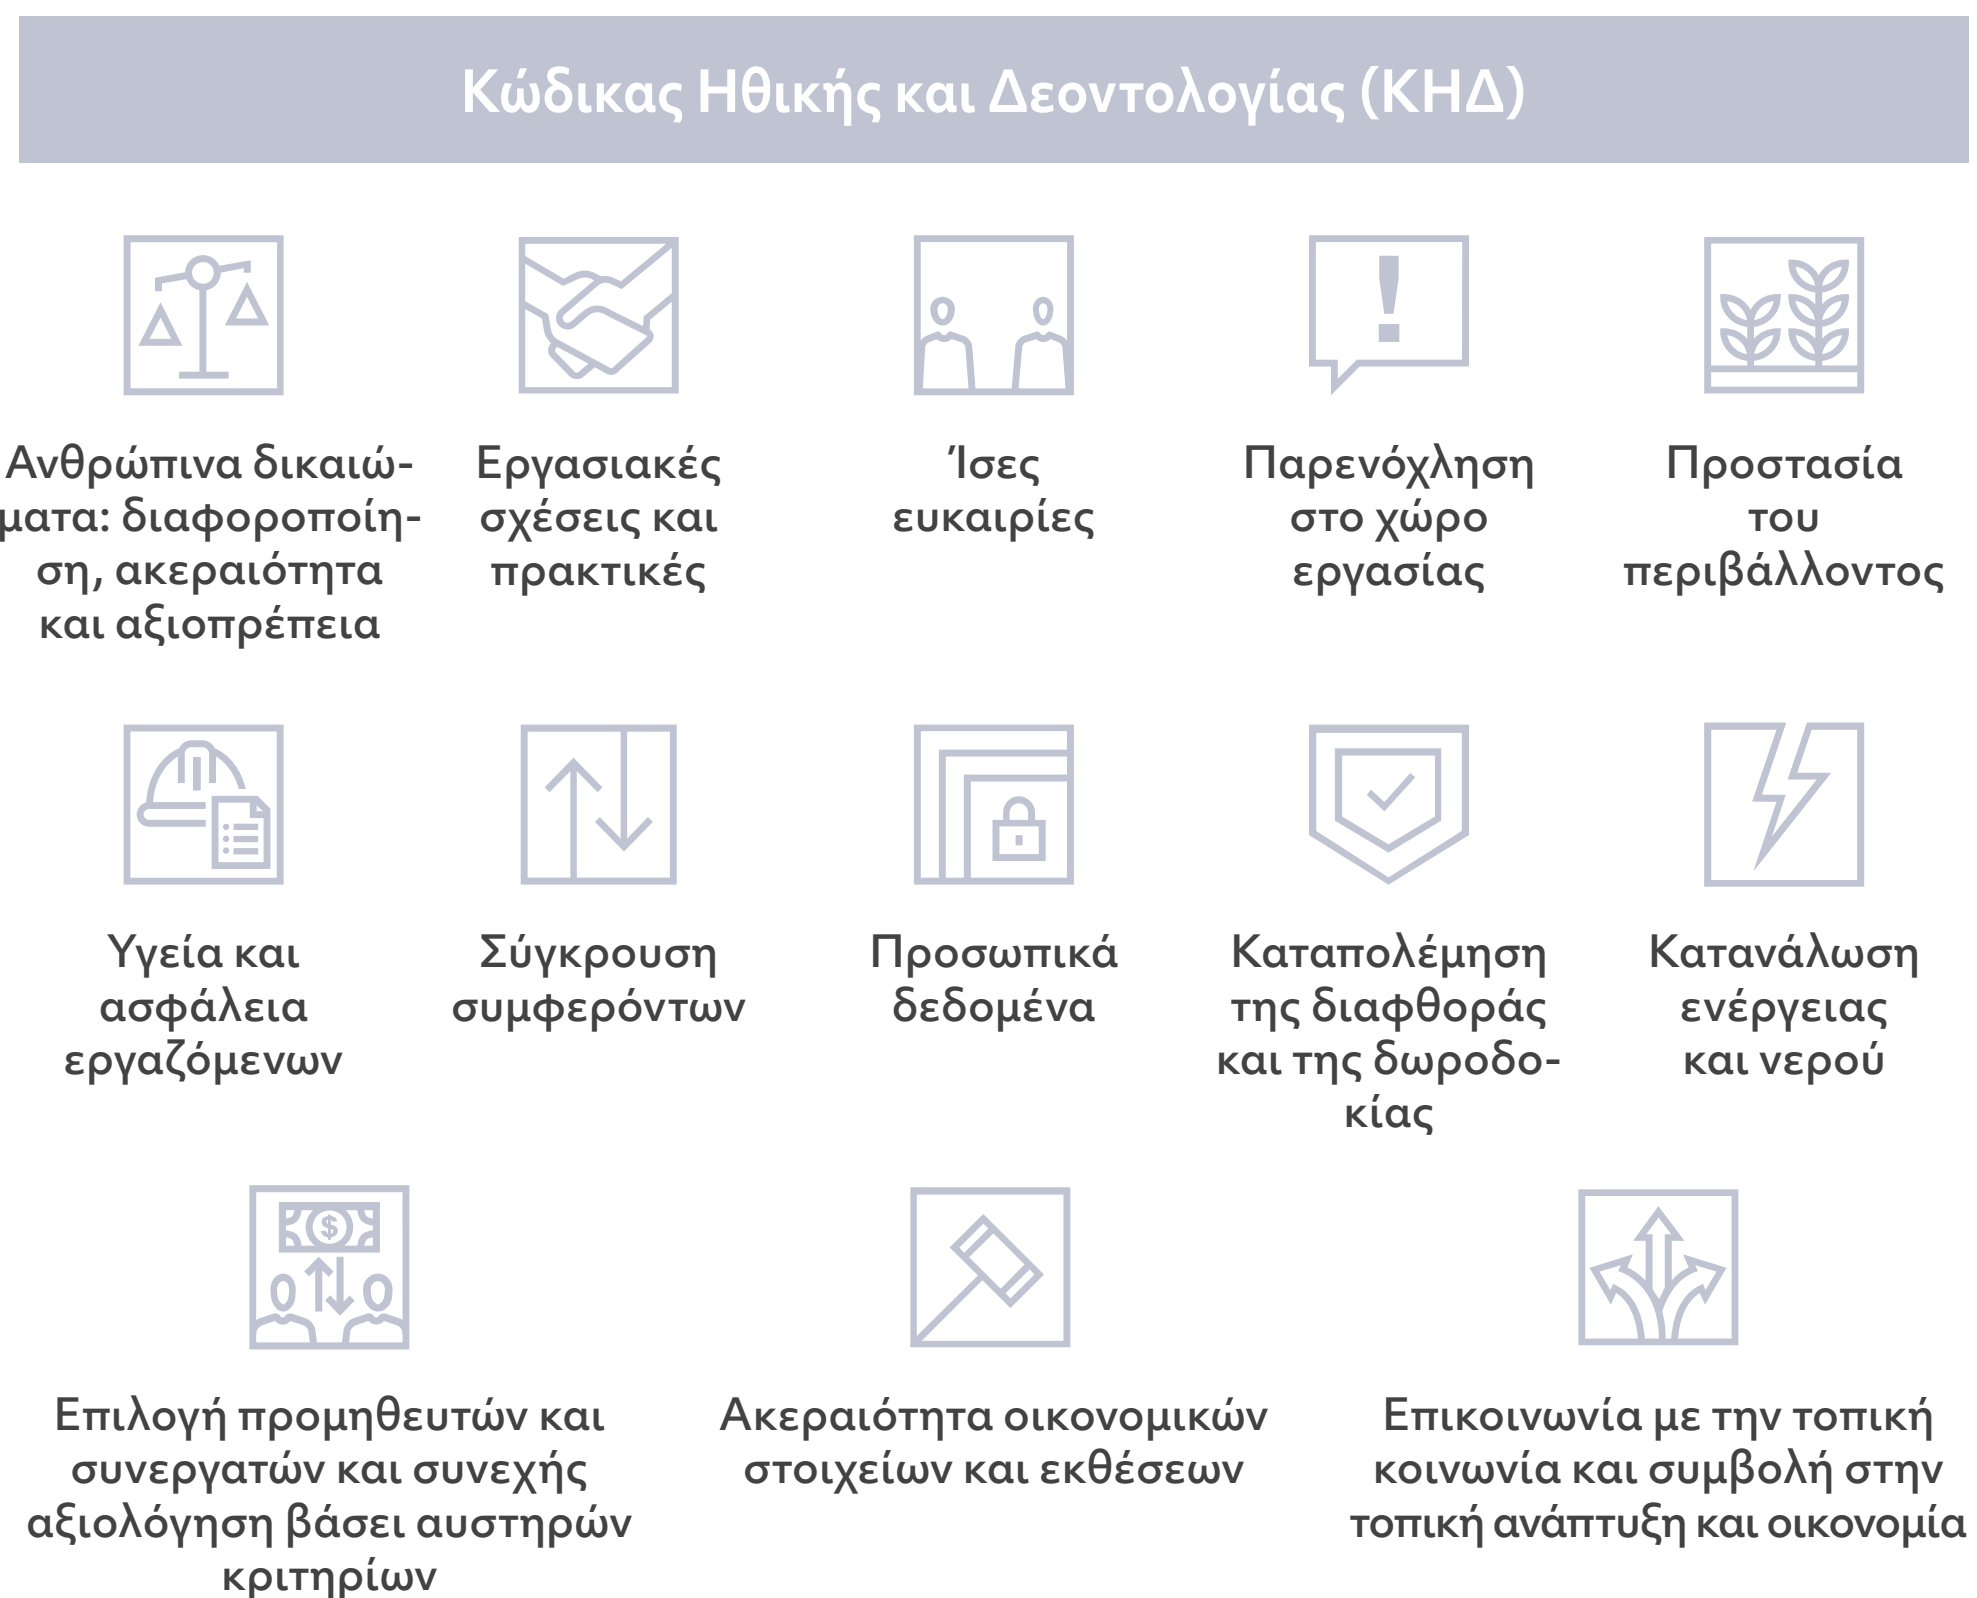 Κώδικας Ηθικής και Δεοντολογίας (ΚΗΔ)
Ανθρώπινα δικαιώ-
ματα: διαφοροποίη-
ση, ακεραιότητα
και αξιοπρέπεια
Εργασιακές
σχέσεις και
πρακτικές
Ίσες
ευκαιρίες
Παρενόχληση
στο χώρο
εργασίας
Προστασία
του
περιβάλλοντος
Υγεία και
ασφάλεια
εργαζόμενων
Σύγκρουση
συμφερόντων
Προσωπικά
δεδομένα
Καταπολέμηση
της διαφθοράς
και της δωροδο-
κίας
Κατανάλωση
ενέργειας
και νερού
$
Επιλογή προμηθευτών και
συνεργατών και συνεχής
αξιολόγηση βάσει αυστηρών
κριτηρίων
Ακεραιότητα οικονομικών
στοιχείων και εκθέσεων
Επικοινωνία με την τοπική
κοινωνία και συμβολή στην
τοπική ανάπτυξη και οικονομία